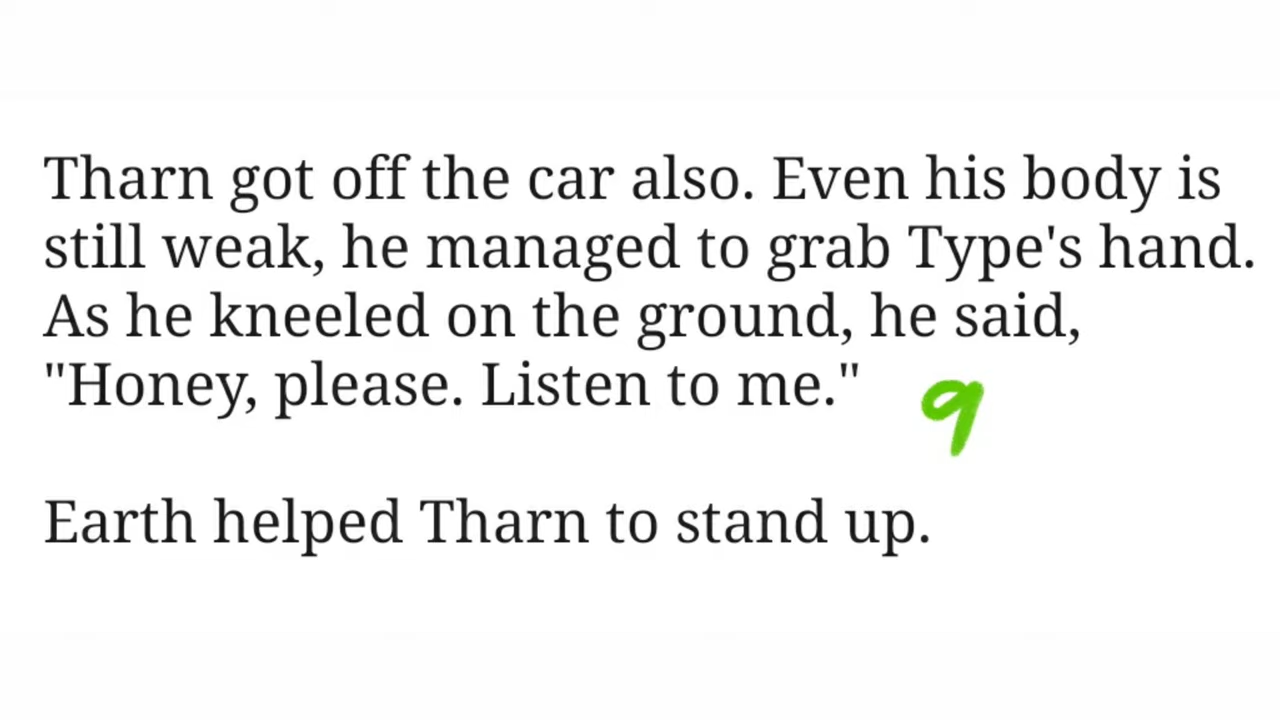 Tharn got off the car also. Even his body is
still weak, he managed to grab Type's hand.
As he kneeled on the ground, he said,
"Honey, please. Listen to me."
9
Earth helped Tharn to stand up.